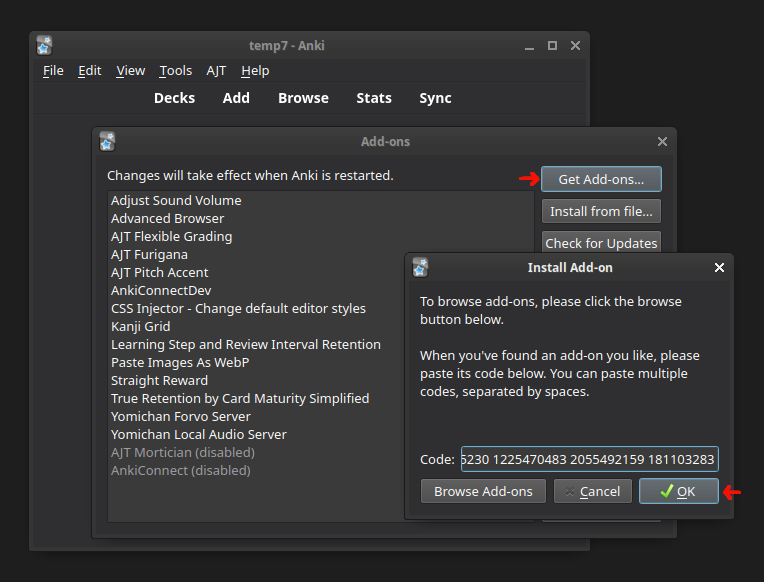 temp7 - Anki
File Edit View Tools AJT Help
Decks Add Browse Stats Sync
Add-ons
Changes will take effect when Anki is restarted.
Adjust Sound Volume
Advanced Browser
AJT Flexible Grading
AJT Furigana
AJT Pitch Accent
AnkiConnectDev
CSS Injector - Change default editor styles
Kanji Grid
Learning Step and Review Interval Retention
Paste Images As WebP
Straight Reward
True Retention by Card Maturity Simplified
Yomichan Forvo Server
Yomichan Local Audio Server
AJT Mortician (disabled)
AnkiConnect (disabled)
Get Add-ons...
Install from file...
Check for Updates
Install Add-on
To browse add-ons, please click the browse
button below.
When you've found an add-on you like, please
paste its code below. You can paste multiple
codes, separated by spaces.
Code: 5230 1225470483 2055492159 181103283
Browse Add-ons Cancel OK